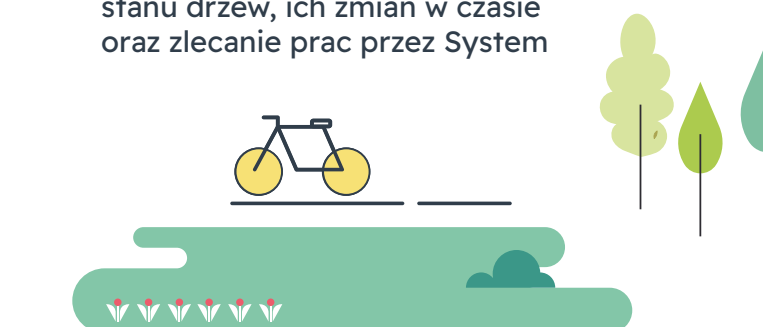 stanu drzew, ich zmian w czasie
oraz zlecanie prac przez System